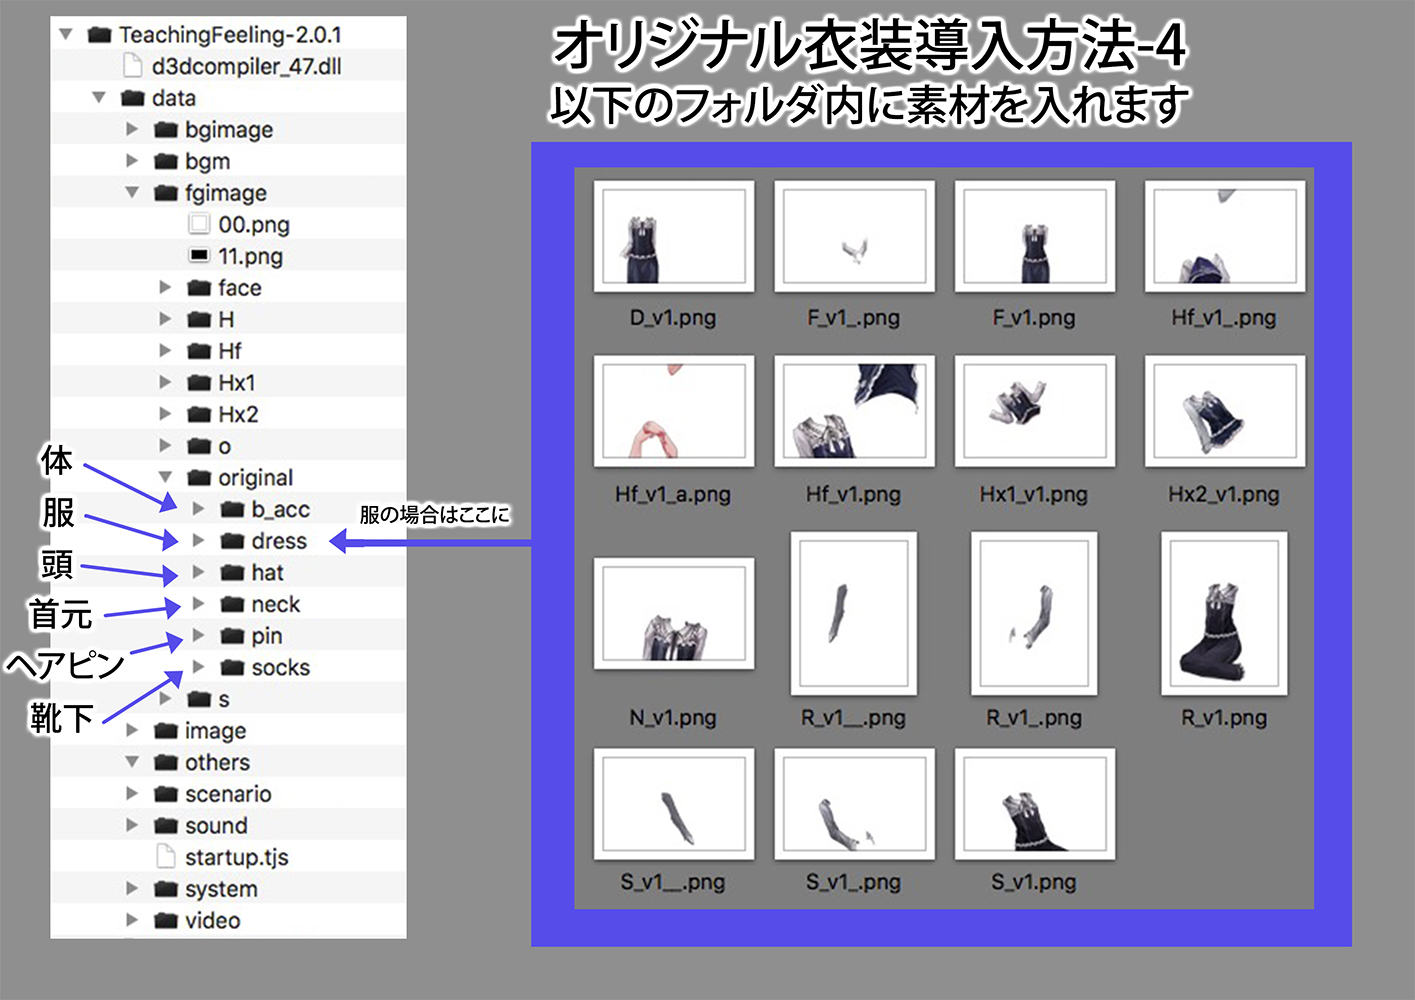 オリジナル衣装導入方法-4
以下のフォルダ内に素材を入れます
TeachingFeeling-2.0.1
d3dcompiler_47.dll
data
bgimage
bgm
fgimage
00.png
11.png
face
H
Hf
Hx1
Hx2
o
original
体
b_acc
服
dress
服の場合はここに
頭
hat
首元
neck
ヘアピン
pin
靴下
socks
s
image
others
scenario
sound
startup.tjs
system
video
D_v1.png
F_v1_.png
F_v1.png
Hf_v1_.png
Hf_v1_a.png
Hf_v1.png
Hx1_v1.png
Hx2_v1.png
N_v1.png
R_v1__.png
R_v1_.png
R_v1.png
S_v1__.png
S_v1_.png
S_v1.png